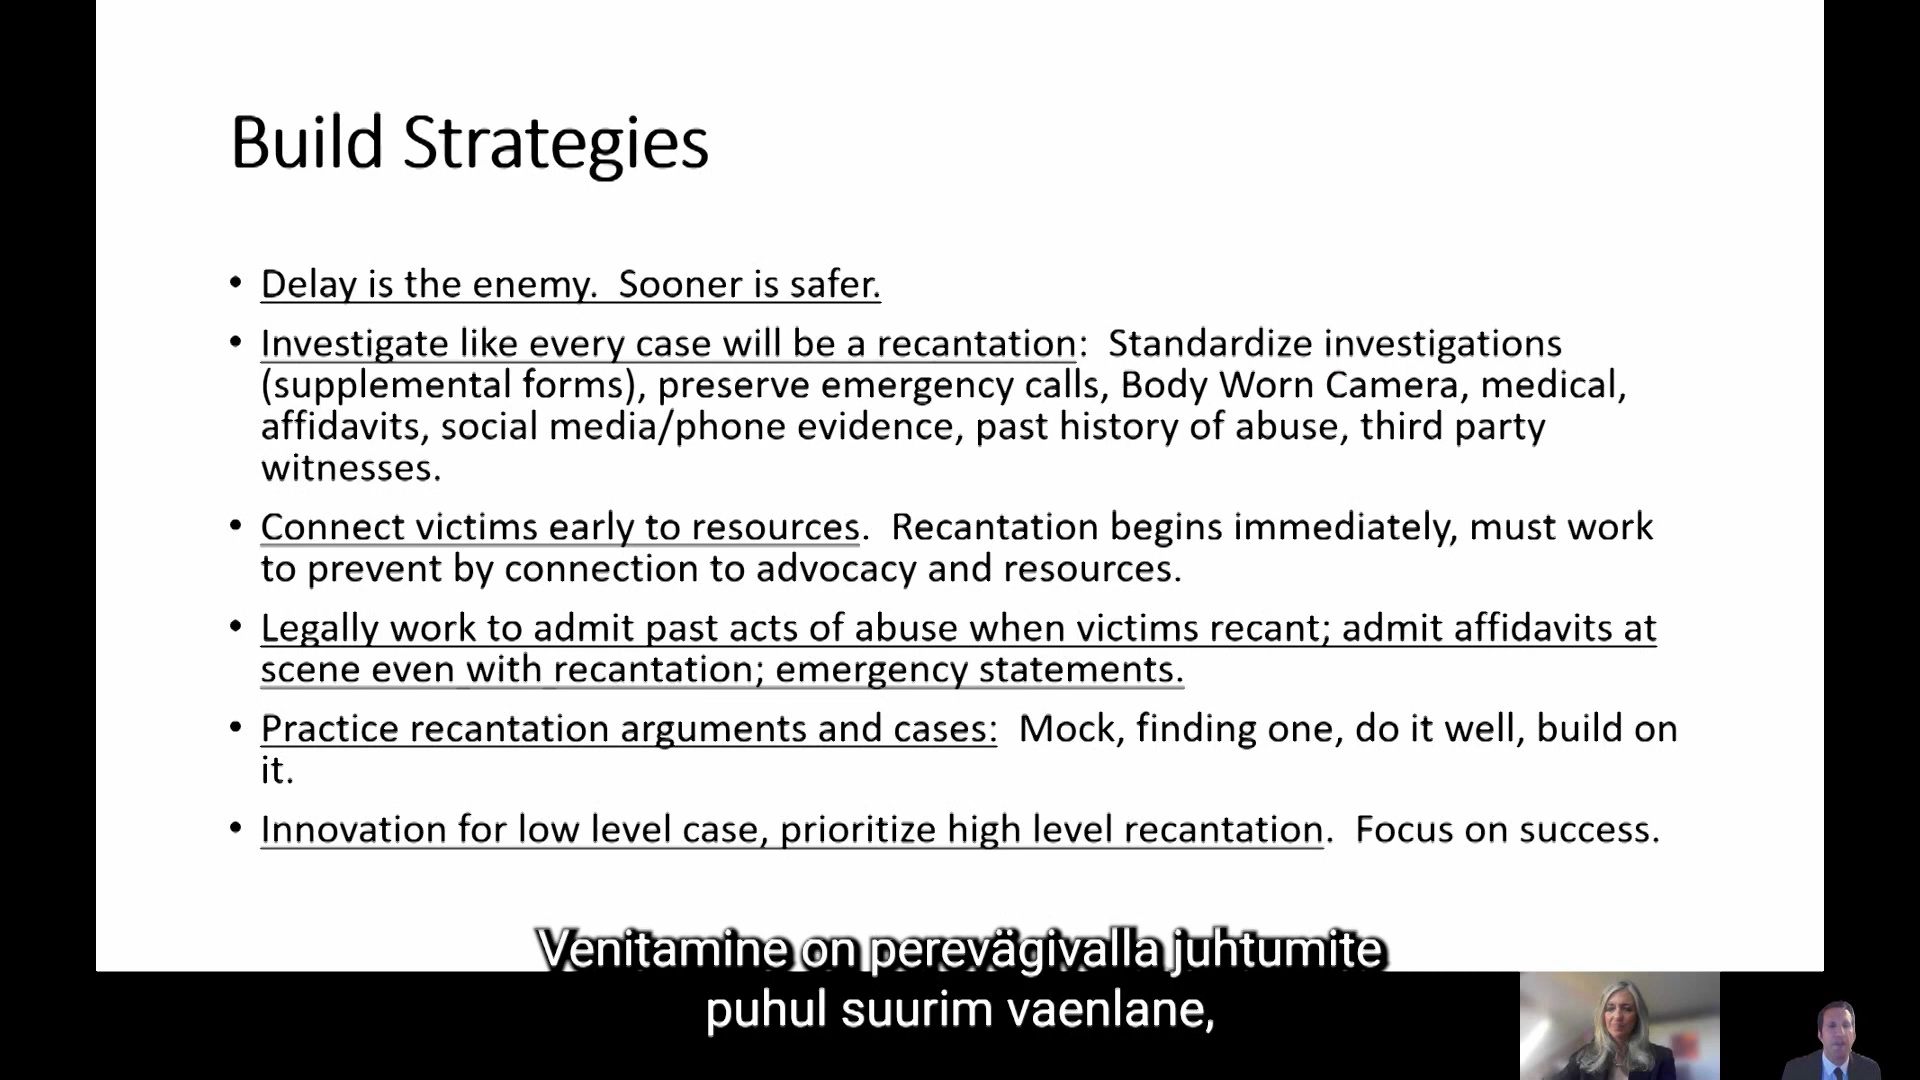 Build Strategies
• Delay is the enemy.  Sooner is safer.
• Investigate like every case will be a recantation:  Standardize investigations
(supplemental forms), preserve emergency calls, Body Worn Camera, medical,
affidavits, social media/phone evidence, past history of abuse, third party
witnesses.
• Connect victims early to resources.  Recantation begins immediately, must work
to prevent by connection to advocacy and resources.
• Legally work to admit past acts of abuse when victims recant; admit affidavits at
scene even with recantation; emergency statements.
• Practice recantation arguments and cases:  Mock, finding one, do it well, build on
it.
• Innovation for low level case, prioritize high level recantation.  Focus on success.
Venitamine on perevägivalla juhtumite
puhul suurim vaenlane,